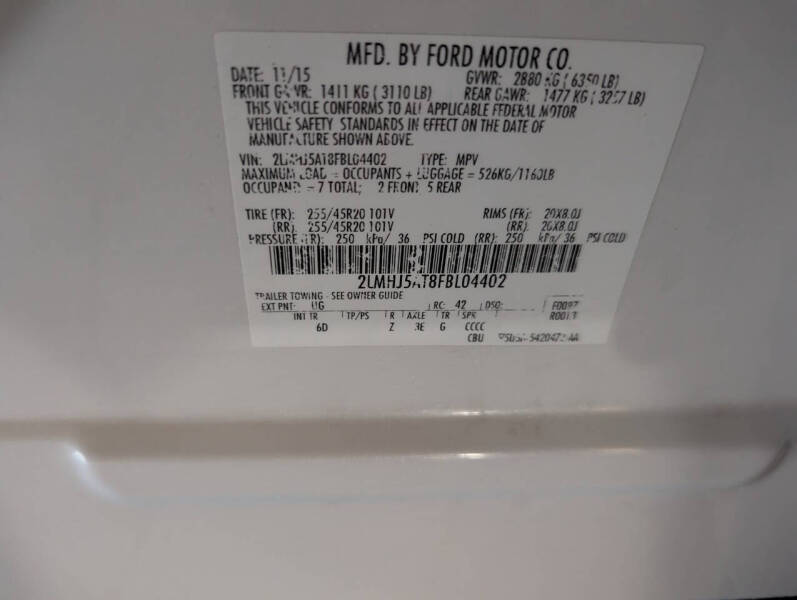 MFD. BY FORD MOTOR CO.
DATE: 11/15 GVWR: 2880 KG ( 6350 LB)
FRONT GAWR: 1411 KG ( 3110 LB) REAR GAWR: 1477 KG ( 3257 LB)
THIS VEHICLE CONFORMS TO ALL APPLICABLE FEDERAL MOTOR
VEHICLE SAFETY STANDARDS IN EFFECT ON THE DATE OF
MANUFACTURE SHOWN ABOVE.
VIN: 2LMHJ5AT8FBL04402 TYPE: MPV
MAXIMUM LOAD = OCCUPANTS + LUGGAGE = 526KG/1160LB
OCCUPANTS = 7 TOTAL; 2 FRONT 5 REAR
TIRE (FR): 255/45R20 101V RIMS (FR): 20X8.0J
(RR): 255/45R20 101V (RR): 20X8.0J
PRESSURE (FR): 250 kPa/ 36 PSI COLD (RR): 250 kPa/ 36 PSI COLD
2LMHJ5AT8FBL04402
TRAILER TOWING - SEE OWNER GUIDE
EXT PNT: UG RC: 42 DSO:
INT TR TP/PS R AXLE TR SPR
6D Z 3E G CCCC
CBU